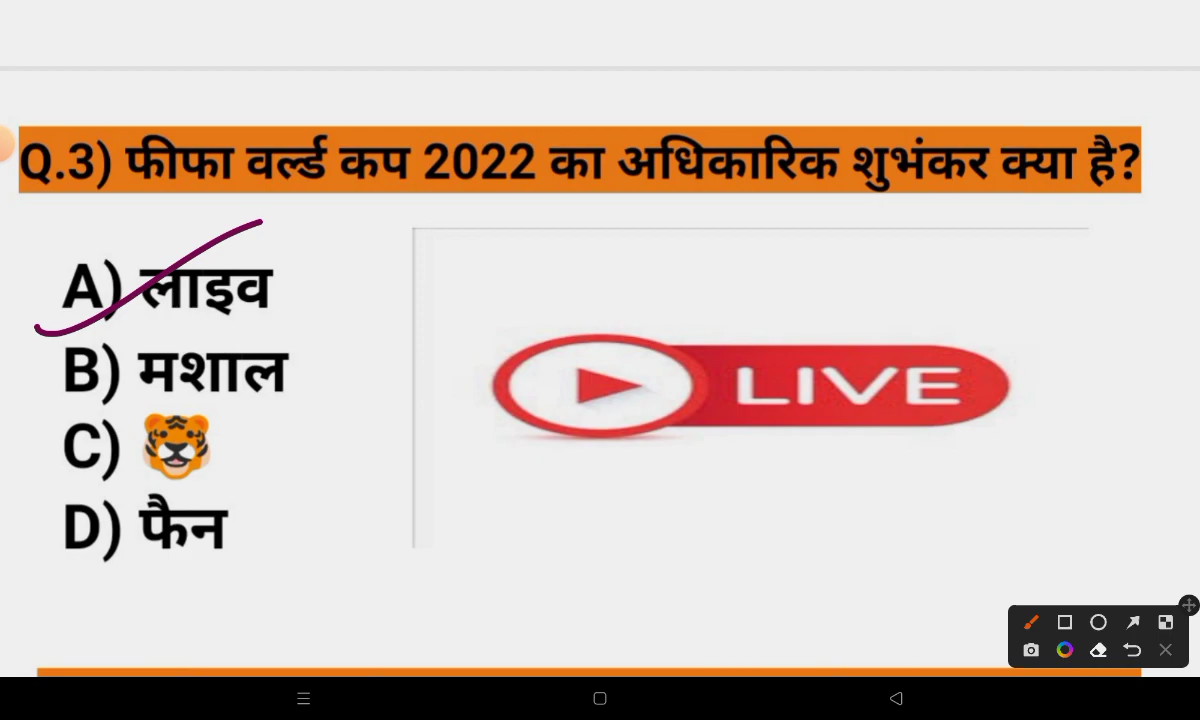 Q.3) फीफा वर्ल्ड कप 2022 का अधिकारिक शुभंकर क्या है?
A) लाइव
B) मशाल
C) 🐯
D) फैन
LIVE